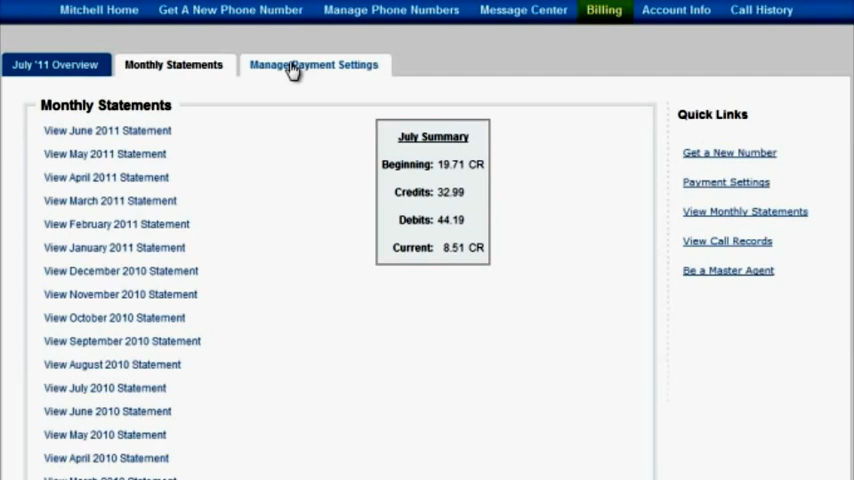 Mitchell Home Get A New Phone Number Manage Phone Numbers Message Center Billing Account Info Call History
July '11 Overview Monthly Statements Manage Payment Settings
Monthly Statements
View June 2011 Statement
View May 2011 Statement
View April 2011 Statement
View March 2011 Statement
View February 2011 Statement
View January 2011 Statement
View December 2010 Statement
View November 2010 Statement
View October 2010 Statement
View September 2010 Statement
View August 2010 Statement
View July 2010 Statement
View June 2010 Statement
View May 2010 Statement
View April 2010 Statement
View March 2010 Statement
July Summary
Beginning: 19.71 CR
Credits: 32.99
Debits: 44.19
Current: 8.51 CR
Quick Links
Get a New Number
Payment Settings
View Monthly Statements
View Call Records
Be a Master Agent